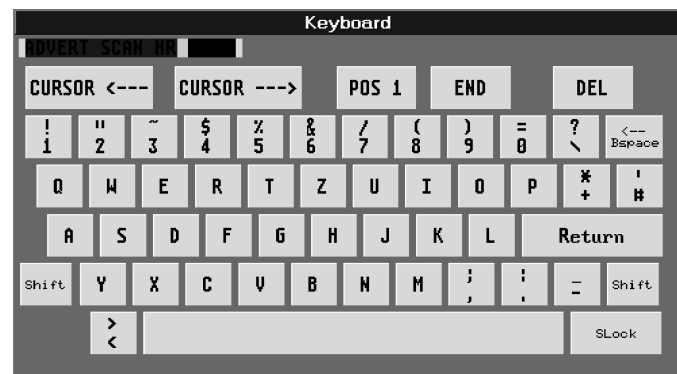 Keyboard
ADVERT SCAN HR
CURSOR <--- CURSOR ---> POS 1 END DEL
! " ~ $ % & / ( ) = ? <--
1 2 3 4 5 6 7 8 9 0 \ Bspace
Q W E R T Z U I O P * '
+ #
A S D F G H J K L Return
Shift Y X C V B N M ; : _ Shift
, . -
>
< SLock